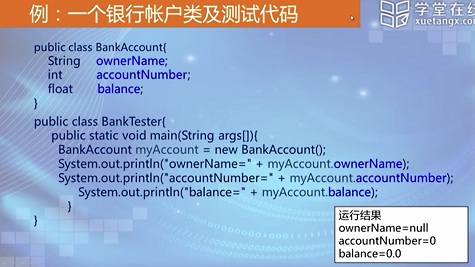 例：一个银行帐户类及测试代码
学堂在线
xuetangx.com
public class BankAccount{
String ownerName;
int accountNumber;
float balance;
}
public class BankTester{
public static void main(String args[]){
BankAccount myAccount = new BankAccount();
System.out.println("ownerName=" + myAccount.ownerName);
System.out.println("accountNumber=" + myAccount.accountNumber);
System.out.println("balance=" + myAccount.balance);
}
}
运行结果
ownerName=null
accountNumber=0
balance=0.0